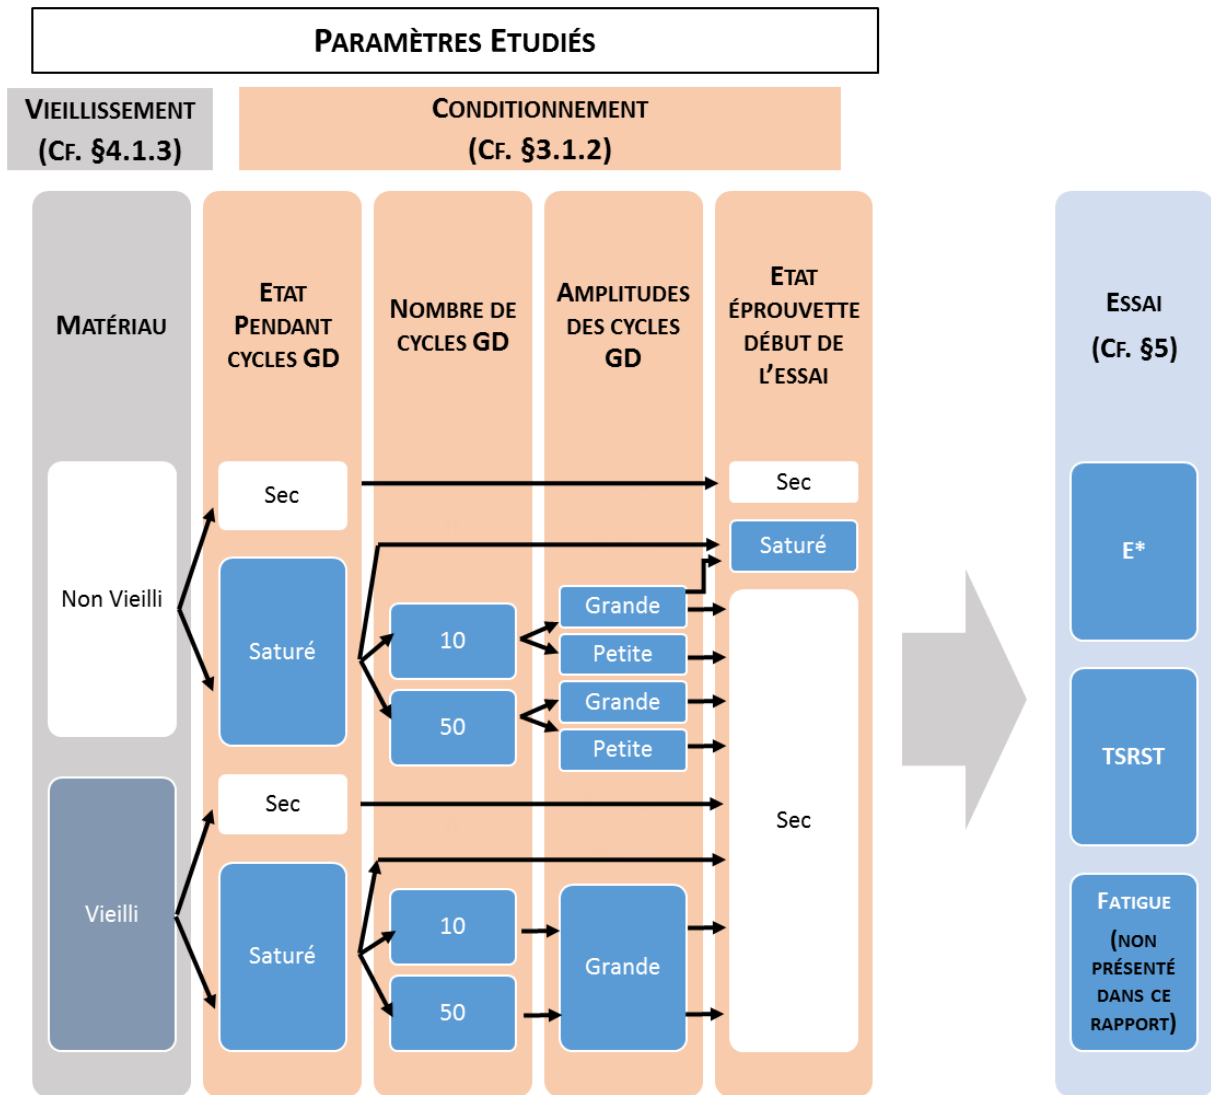 PARAMÈTRES ETUDIÉS
VIEILLISSEMENT
(CF. §4.1.3)
CONDITIONNEMENT
(CF. §3.1.2)
MATÉRIAU
ETAT
PENDANT
CYCLES GD
NOMBRE DE
CYCLES GD
AMPLITUDES
DES CYCLES
GD
ETAT
ÉPROUVETTE
DÉBUT DE
L'ESSAI
ESSAI
(CF. §5)
Non Vieilli
Sec
Saturé
10
50
Grande
Petite
Grande
Petite
Sec
Saturé
Sec
Vieilli
Sec
Saturé
10
50
Grande
E*
TSRST
FATIGUE
(NON
PRÉSENTÉ
DANS CE
RAPPORT)